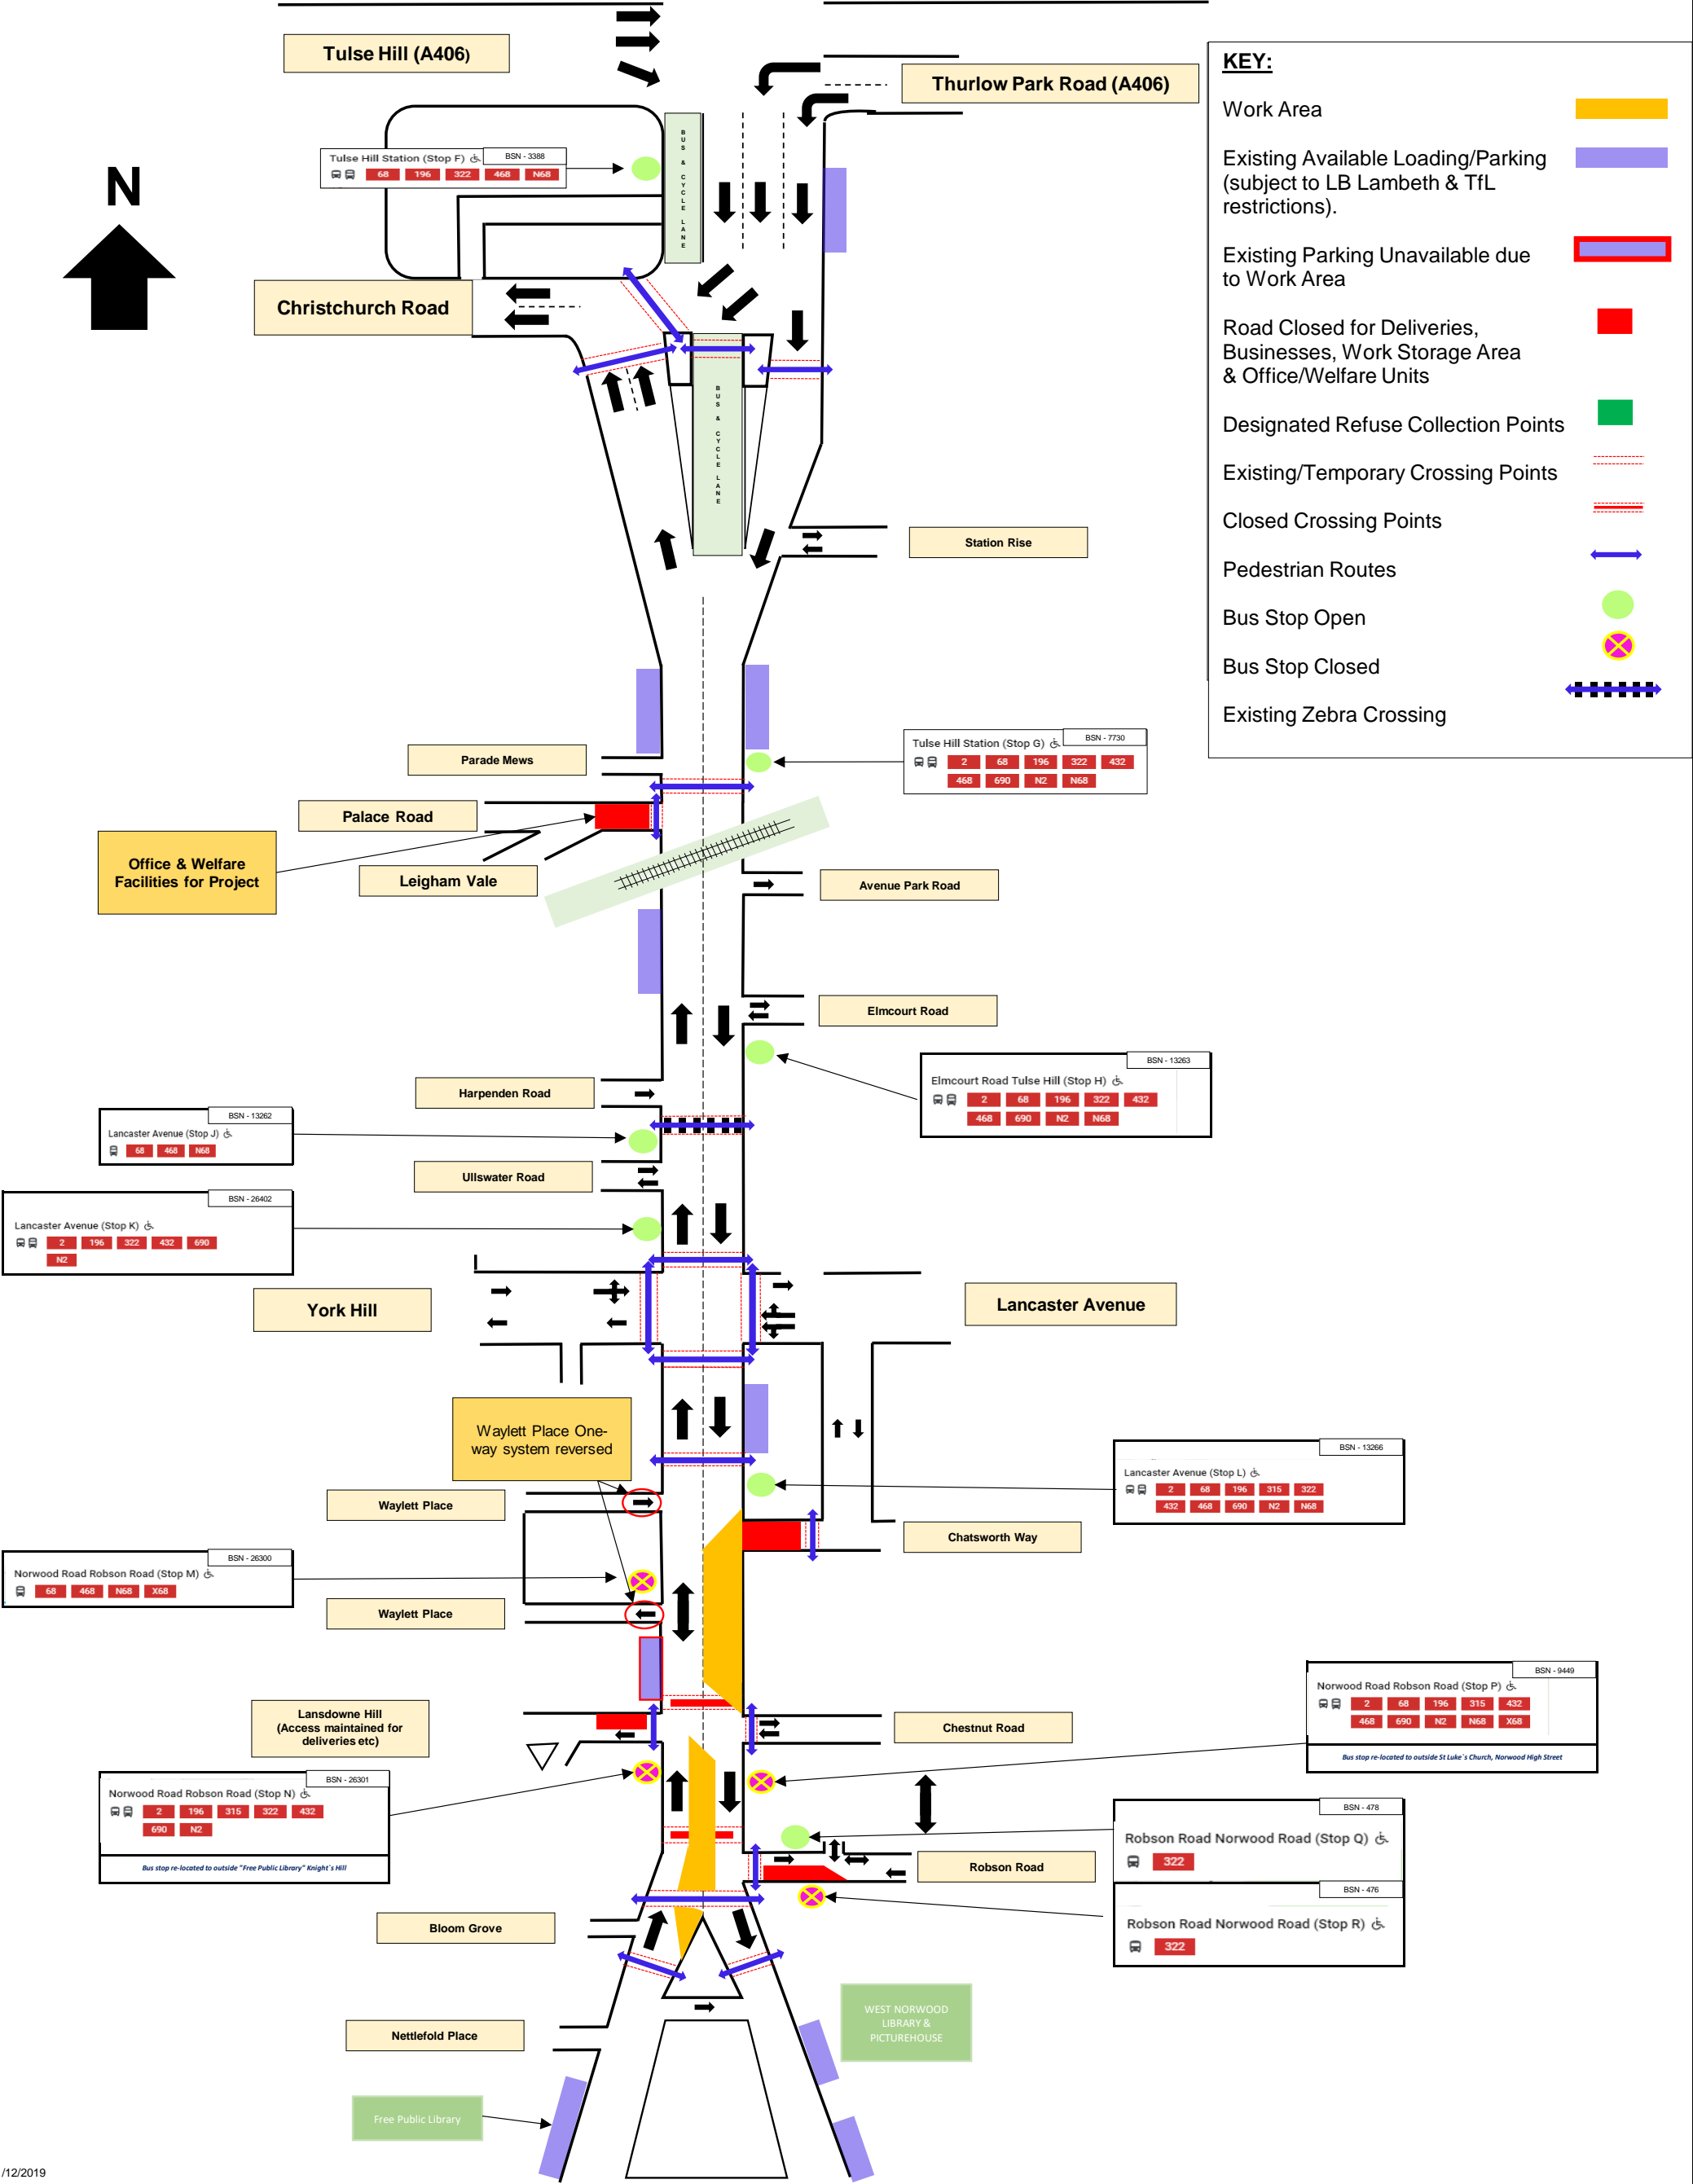 Tulse Hill (A406)
Thurlow Park Road (A406)
KEY:
Work Area
Existing Available Loading/Parking
(subject to LB Lambeth & TfL
restrictions).
Existing Parking Unavailable due
to Work Area
Road Closed for Deliveries,
Businesses, Work Storage Area
& Office/Welfare Units
Designated Refuse Collection Points
Existing/Temporary Crossing Points
Closed Crossing Points
Pedestrian Routes
Bus Stop Open
Bus Stop Closed
Existing Zebra Crossing
N
BUS & CYCLE LANE
Tulse Hill Station (Stop F)
BSN - 3388
68 196 322 468 N68
Christchurch Road
BUS & CYCLE LANE
Station Rise
Parade Mews
Tulse Hill Station (Stop G)
BSN - 7730
2 68 196 322 432
468 690 N2 N68
Palace Road
Office & Welfare
Facilities for Project
Leigham Vale
Avenue Park Road
Elmcourt Road
BSN - 13263
Elmcourt Road Tulse Hill (Stop H)
2 68 196 322 432
468 690 N2 N68
Harpenden Road
BSN - 13262
Lancaster Avenue (Stop J)
68 468 N68
Ullswater Road
BSN - 26402
Lancaster Avenue (Stop K)
2 196 322 432 690
N2
York Hill
Lancaster Avenue
Waylett Place One-
way system reversed
BSN - 13266
Lancaster Avenue (Stop L)
2 68 196 315 322
432 468 690 N2 N68
Waylett Place
Chatsworth Way
BSN - 26300
Norwood Road Robson Road (Stop M)
68 468 N68 X68
Waylett Place
BSN - 9449
Norwood Road Robson Road (Stop P)
2 68 196 315 432
468 690 N2 N68 X68
Bus stop re-located to outside St Luke`s Church, Norwood High Street
Lansdowne Hill
(Access maintained for
deliveries etc)
Chestnut Road
BSN - 26301
Norwood Road Robson Road (Stop N)
2 196 315 322 432
690 N2
Bus stop re-located to outside "Free Public Library" Knight`s Hill
BSN - 478
Robson Road Norwood Road (Stop Q)
322
Robson Road
BSN - 476
Robson Road Norwood Road (Stop R)
322
Bloom Grove
WEST NORWOOD
LIBRARY &
PICTUREHOUSE
Nettlefold Place
Free Public Library
/12/2019